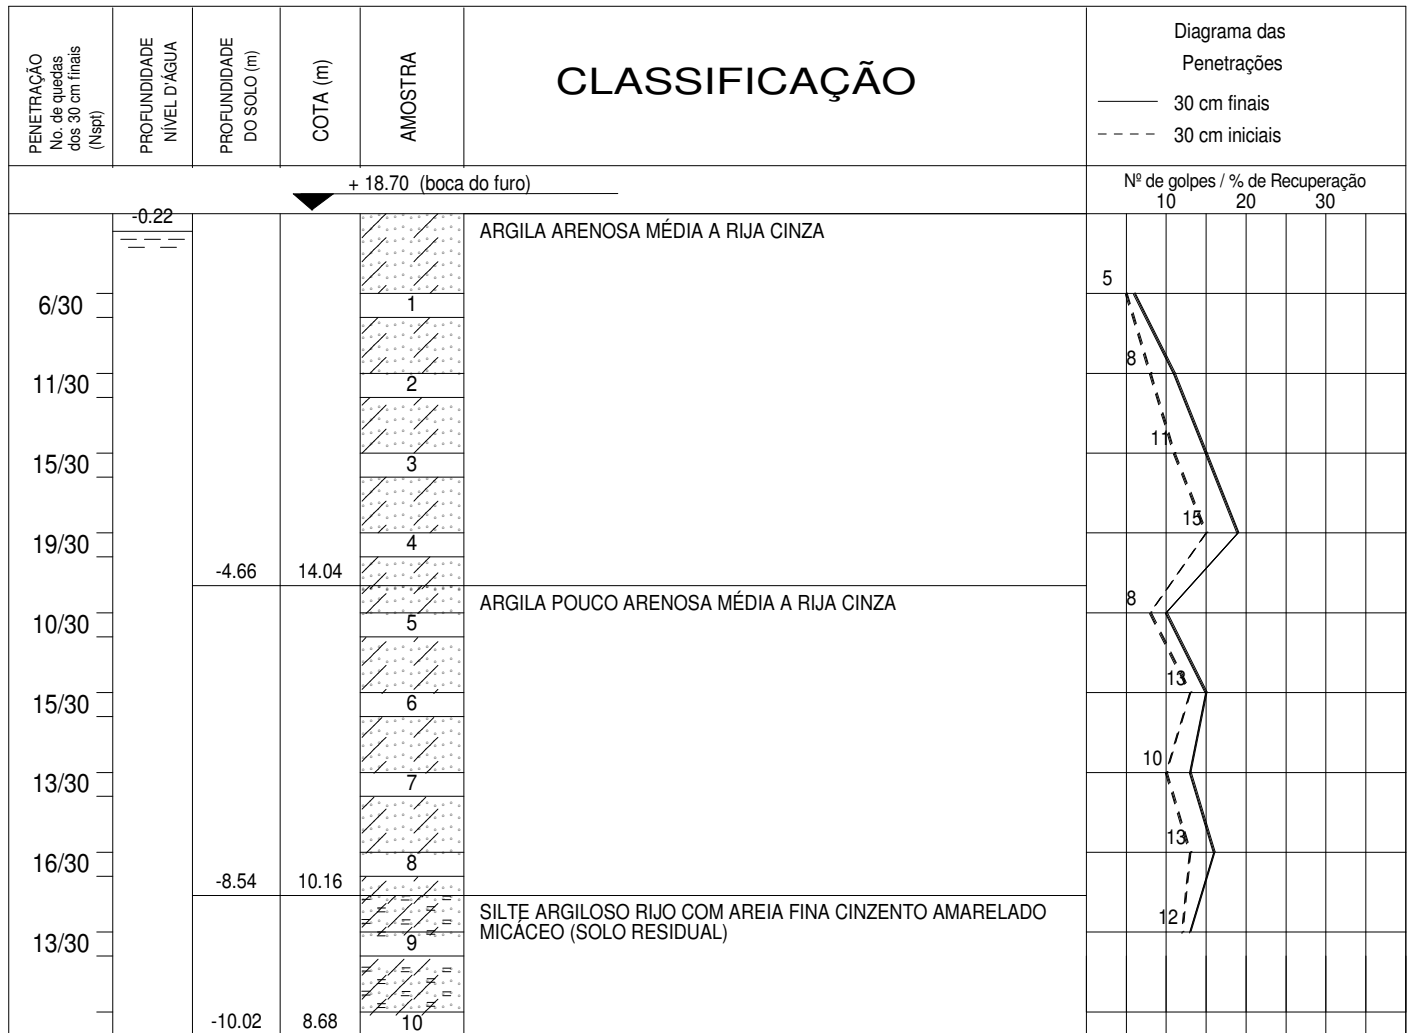 PENETRAÇÃO
No. de quedas
dos 30 cm finais
(Nspt)
PROFUNDIDADE
NÍVEL D'ÁGUA
PROFUNDIDADE
DO SOLO (m)
COTA (m)
AMOSTRA
CLASSIFICAÇÃO
Diagrama das
Penetrações
30 cm finais
30 cm iniciais
+ 18.70 (boca do furo)
Nº de golpes / % de Recuperação
10 20 30
-0.22
ARGILA ARENOSA MÉDIA A RIJA CINZA
5
6/30 1
8
11/30 2
11
15/30 3
15
19/30 4
-4.66 14.04
ARGILA POUCO ARENOSA MÉDIA A RIJA CINZA
8
10/30 5
13
15/30 6
10
13/30 7
13
16/30 8
-8.54 10.16
SILTE ARGILOSO RIJO COM AREIA FINA CINZENTO AMARELADO
MICÁCEO (SOLO RESIDUAL)
12
13/30 9
-10.02 8.68 10